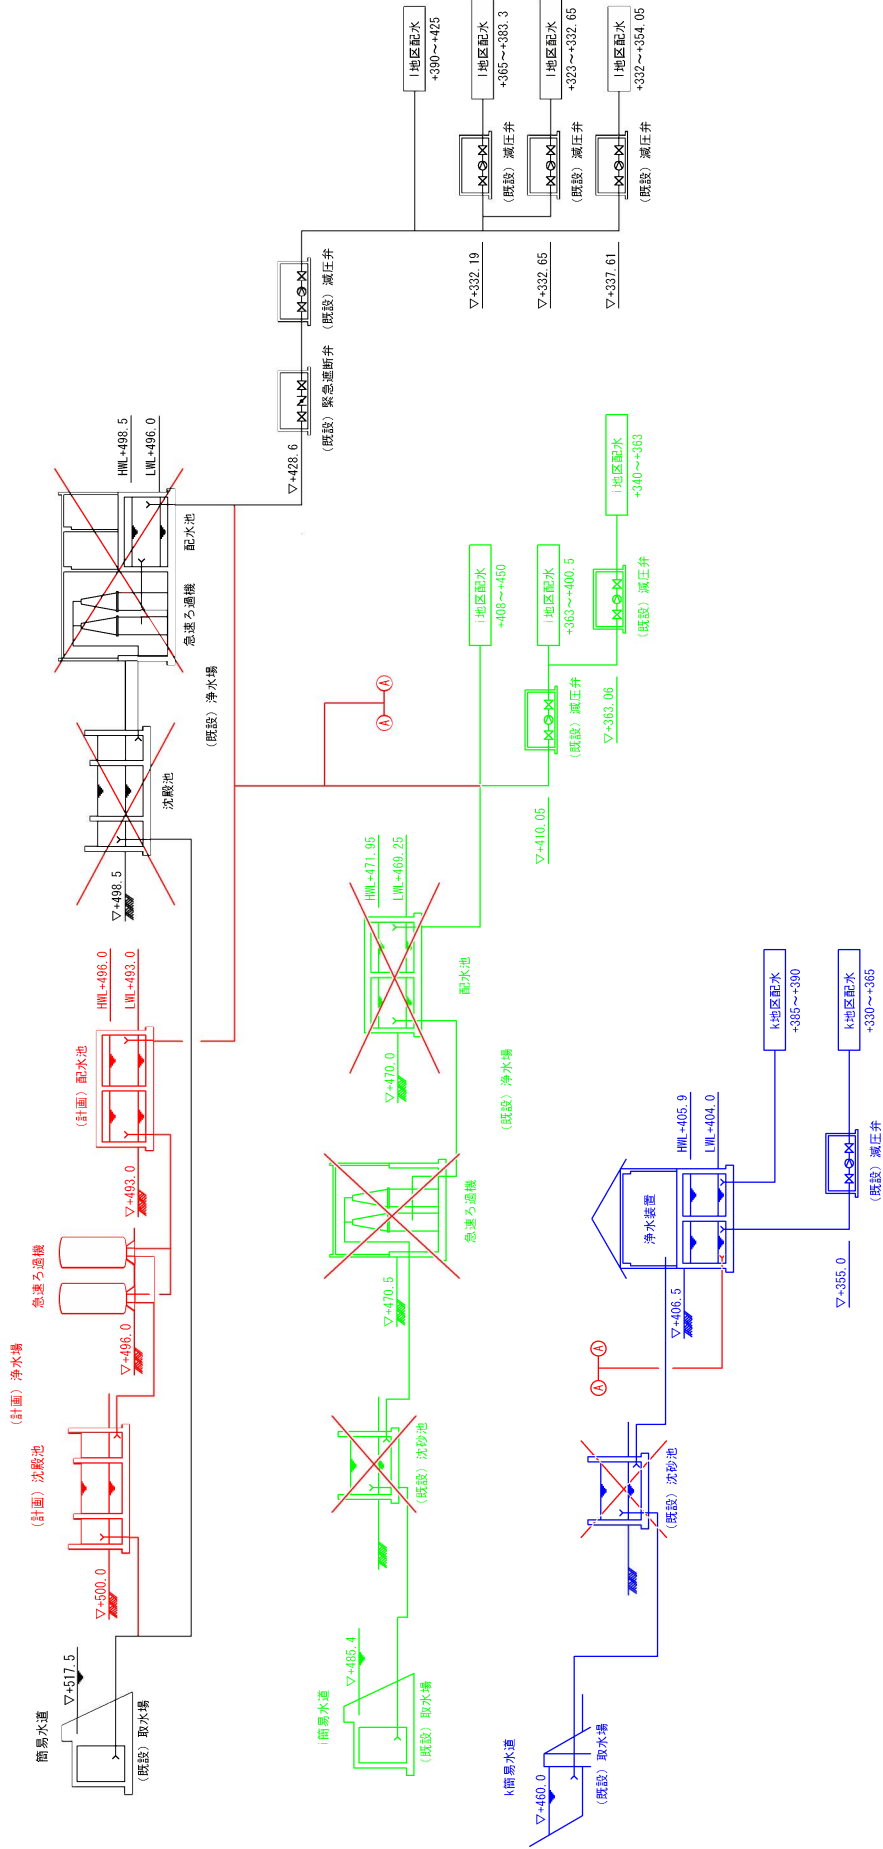 簡易水道
▽+517.5
(既設) 取水場
(計画) 浄水場
(計画) 沈殿池
▽+500.0
急速ろ過機
▽+496.0
(計画) 配水池
▽+493.0
HWL+496.0
LWL+493.0
▽+498.5
沈殿池
(既設) 浄水場
急速ろ過機
配水池
HWL+498.5
LWL+496.0
▽+428.6
(既設) 緊急遮断弁
(既設) 減圧弁
l地区配水
+390～+425
l地区配水
+365～+383.3
(既設) 減圧弁
▽+332.19
l地区配水
+323～+332.65
(既設) 減圧弁
▽+332.65
l地区配水
+332～+354.05
(既設) 減圧弁
▽+337.61
i簡易水道
▽+485.4
(既設) 取水場
(既設) 沈砂池
▽+470.5
急速ろ過機
(既設) 浄水場
▽+470.0
配水池
HWL+471.95
LWL+469.25
A
A
i地区配水
+408～+450
▽+410.05
(既設) 減圧弁
i地区配水
+363～+400.5
▽+363.06
(既設) 減圧弁
i地区配水
+340～+363
k簡易水道
▽+460.0
(既設) 取水場
(既設) 沈砂池
A
A
浄水装置
▽+406.5
HWL+405.9
LWL+404.0
k地区配水
+385～+390
▽+355.0
(既設) 減圧弁
k地区配水
+330～+365